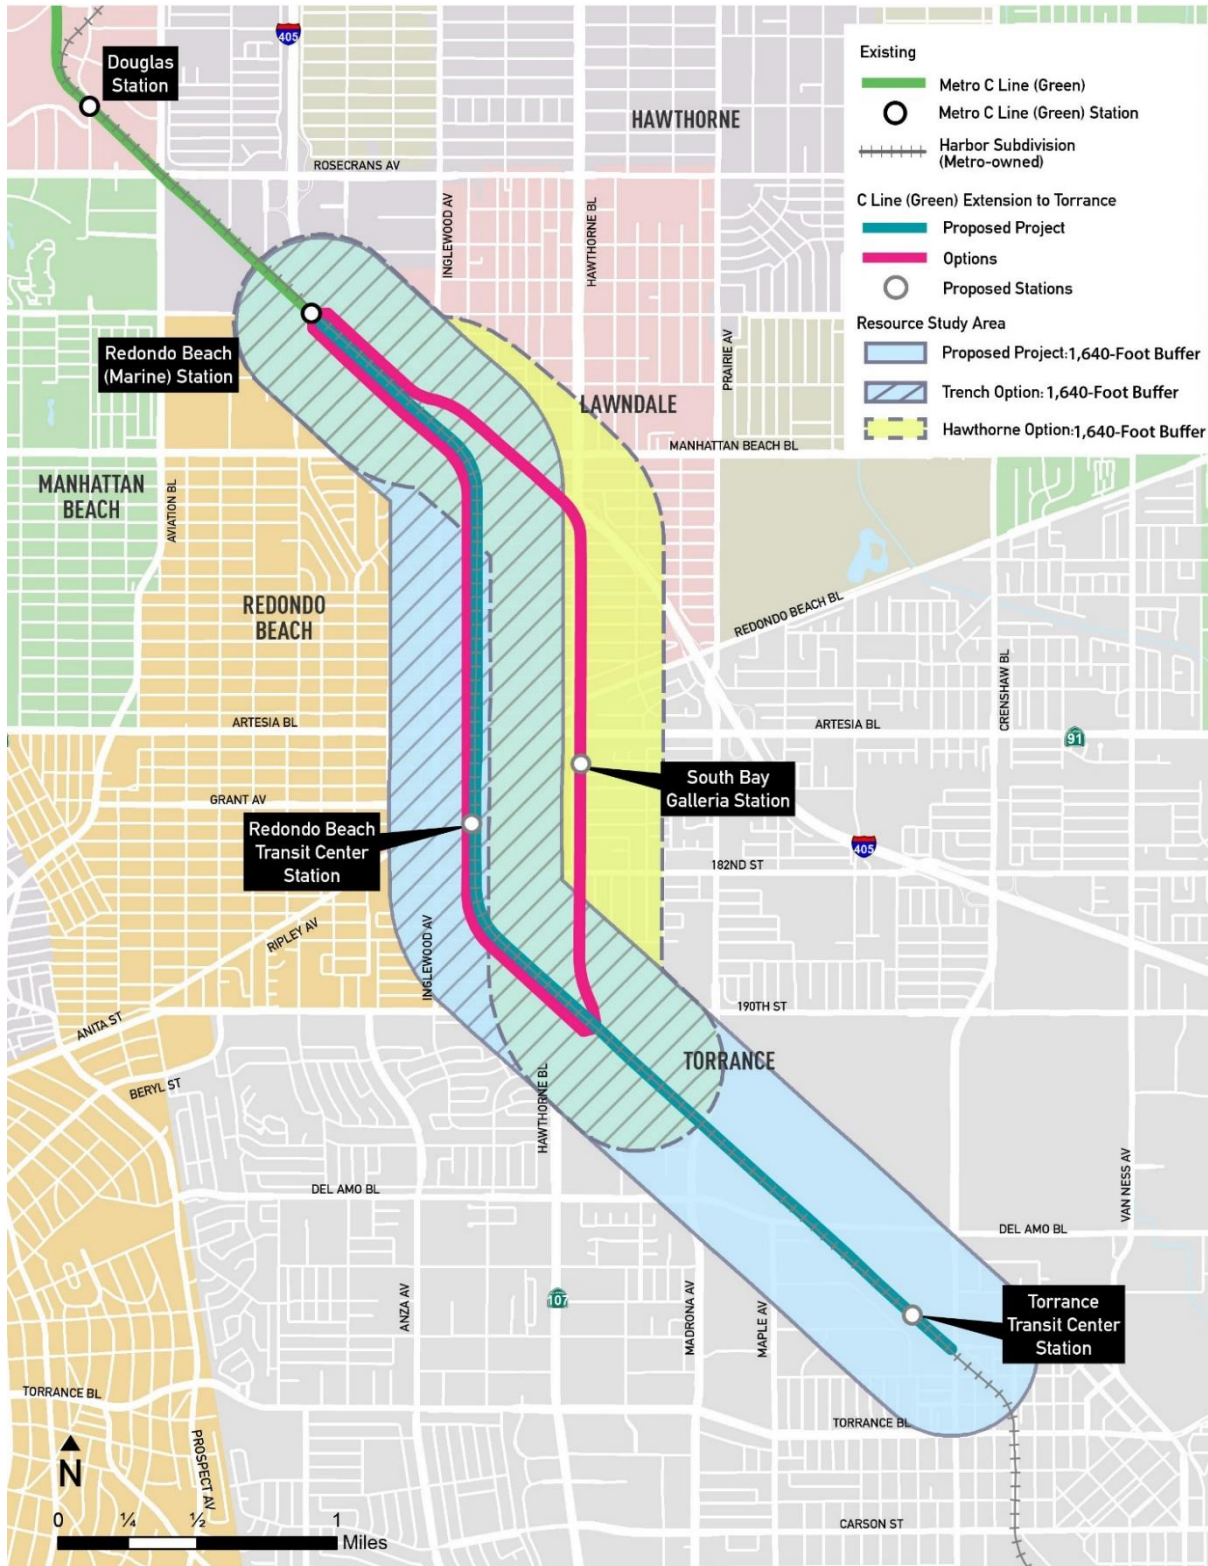 405
Douglas
Station
HAWTHORNE
ROSECRANS AV
INGLEWOOD AV
HAWTHORNE BL
PRAIRIE AV
Existing
Metro C Line (Green)
Metro C Line (Green) Station
Harbor Subdivision
(Metro-owned)
C Line (Green) Extension to Torrance
Proposed Project
Options
Proposed Stations
Resource Study Area
Proposed Project: 1,640-Foot Buffer
Trench Option: 1,640-Foot Buffer
Hawthorne Option: 1,640-Foot Buffer
Redondo Beach
(Marine) Station
LAWNDALE
MANHATTAN BEACH BL
MANHATTAN
BEACH
AVIATION BL
REDONDO
BEACH
REDONDO BEACH BL
CRENSHAW BL
ARTESIA BL
ARTESIA BL
91
South Bay
Galleria Station
GRANT AV
Redondo Beach
Transit Center
Station
405
182ND ST
RIPLEY AV
INGLEWOOD AV
190TH ST
ANITA ST
TORRANCE
BERYL ST
HAWTHORNE BL
VAN NESS AV
DEL AMO BL
DEL AMO BL
107
ANZA AV
MADRONA AV
MAPLE AV
Torrance
Transit Center
Station
TORRANCE BL
TORRANCE BL
PROSPECT AV
N
CARSON ST
0 ¼ ½ 1
Miles